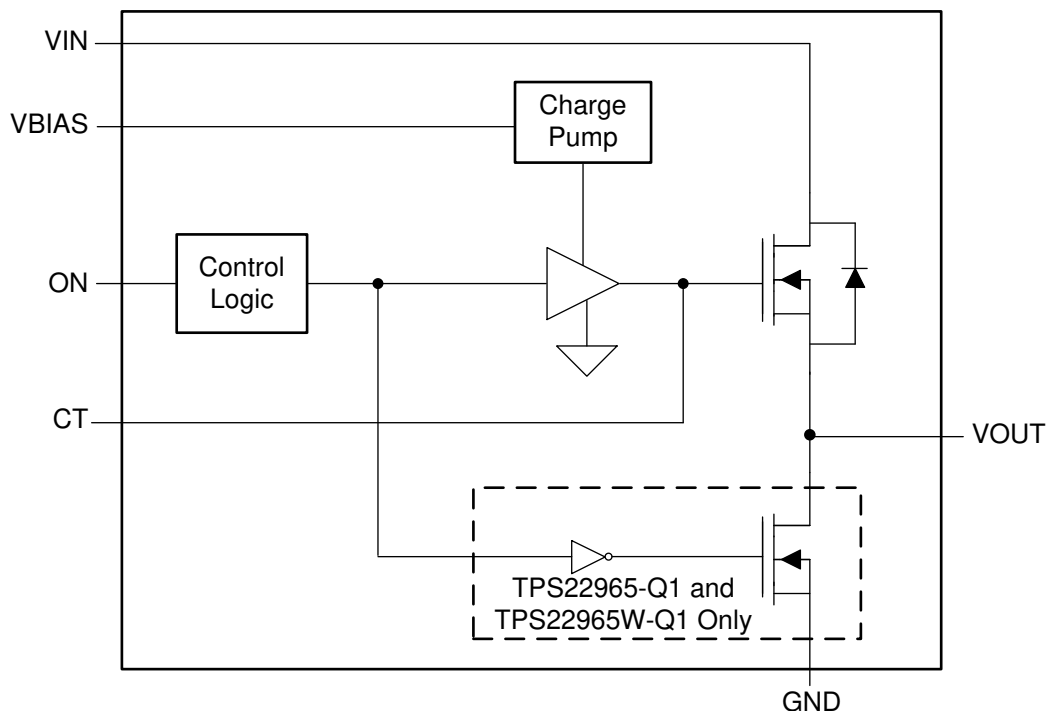 VIN
Charge
Pump
VBIAS
Control
Logic
ON
CT
VOUT
TPS22965-Q1 and
TPS22965W-Q1 Only
GND